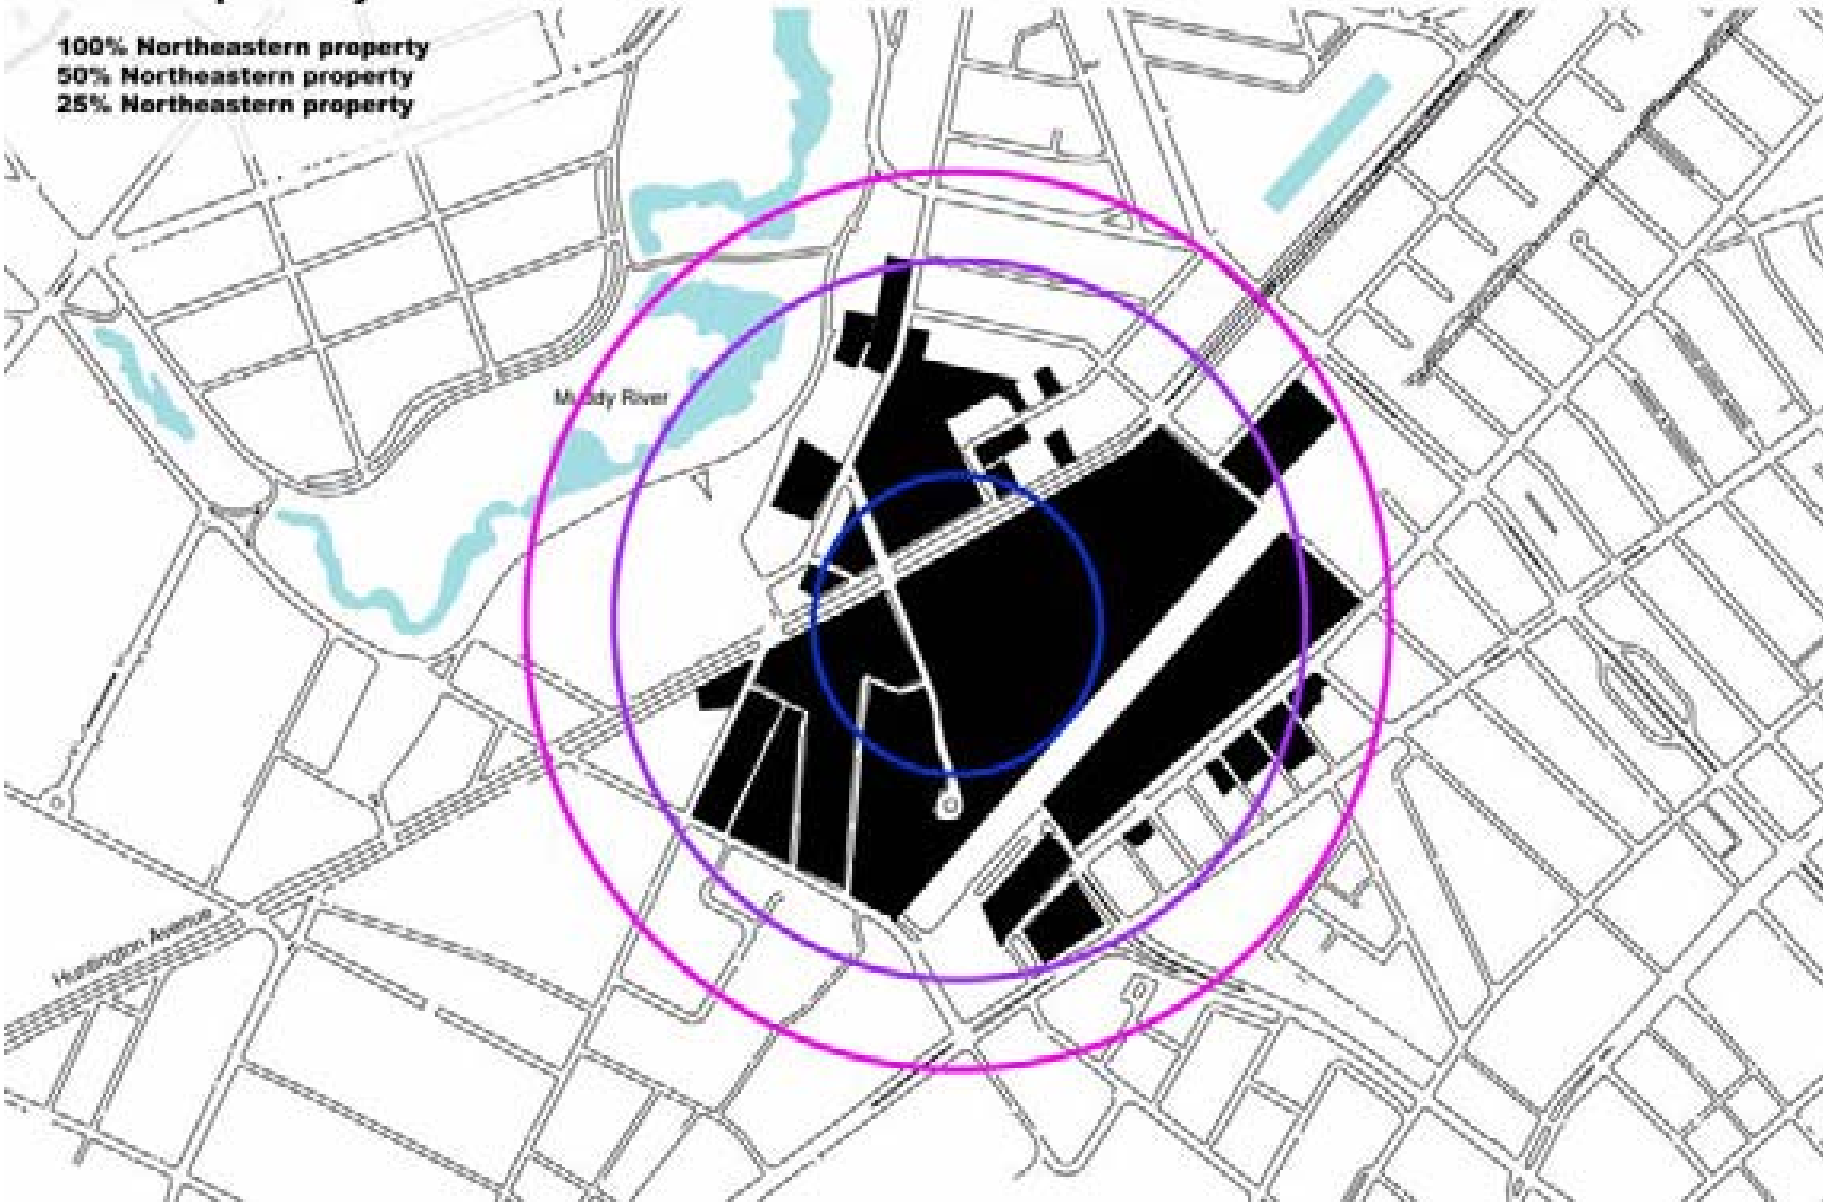 100% Northeastern property
50% Northeastern property
25% Northeastern property
Muddy River
Huntington Avenue